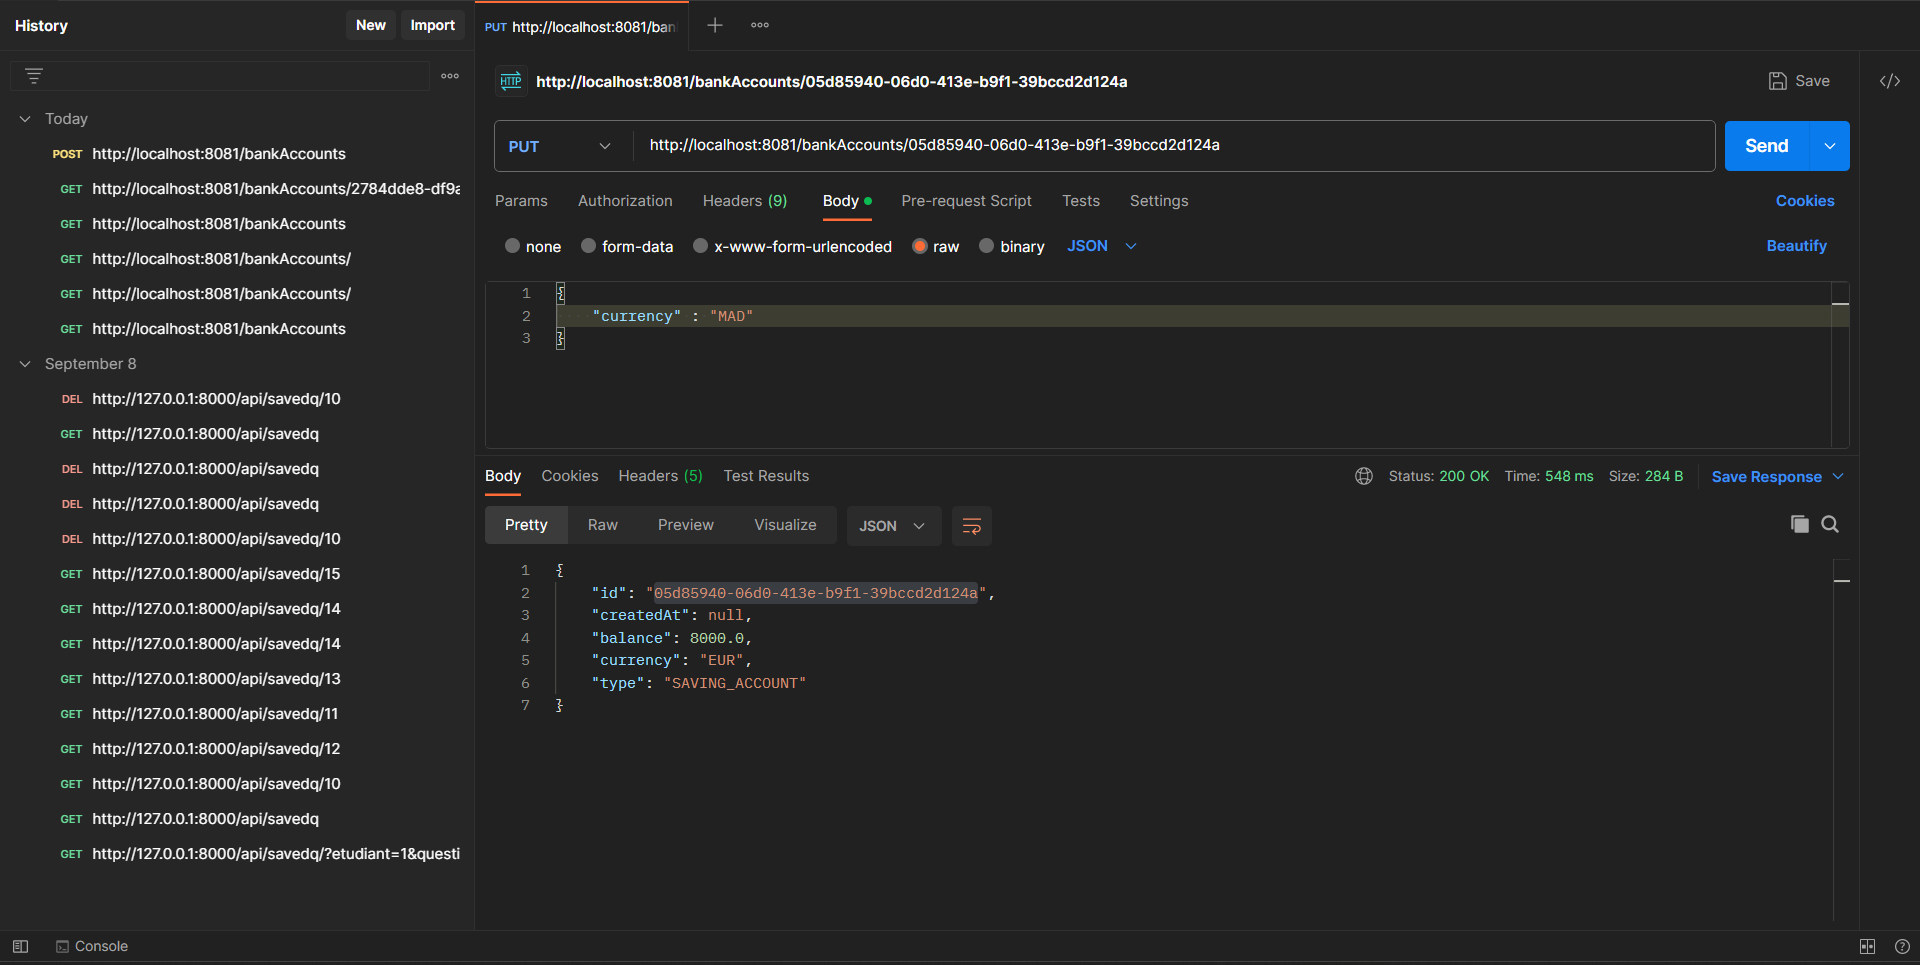 History
New
Import
Today
POST http://localhost:8081/bankAccounts
GET http://localhost:8081/bankAccounts/2784dde8-df9a
GET http://localhost:8081/bankAccounts
GET http://localhost:8081/bankAccounts/
GET http://localhost:8081/bankAccounts/
GET http://localhost:8081/bankAccounts
September 8
DEL http://127.0.0.1:8000/api/savedq/10
GET http://127.0.0.1:8000/api/savedq
DEL http://127.0.0.1:8000/api/savedq
DEL http://127.0.0.1:8000/api/savedq
DEL http://127.0.0.1:8000/api/savedq/10
GET http://127.0.0.1:8000/api/savedq/15
GET http://127.0.0.1:8000/api/savedq/14
GET http://127.0.0.1:8000/api/savedq/14
GET http://127.0.0.1:8000/api/savedq/13
GET http://127.0.0.1:8000/api/savedq/11
GET http://127.0.0.1:8000/api/savedq/12
GET http://127.0.0.1:8000/api/savedq/10
GET http://127.0.0.1:8000/api/savedq
GET http://127.0.0.1:8000/api/savedq/?etudiant=1&questi
Console
PUT http://localhost:8081/ban
HTTP http://localhost:8081/bankAccounts/05d85940-06d0-413e-b9f1-39bccd2d124a
Save
</>
PUT http://localhost:8081/bankAccounts/05d85940-06d0-413e-b9f1-39bccd2d124a
Send
Params Authorization Headers (9) Body Pre-request Script Tests Settings Cookies
none form-data x-www-form-urlencoded raw binary JSON Beautify
1 {
2 "currency" : "MAD"
3 }
Body Cookies Headers (5) Test Results Status: 200 OK Time: 548 ms Size: 284 B Save Response
Pretty Raw Preview Visualize JSON
1 {
2 "id": "05d85940-06d0-413e-b9f1-39bccd2d124a",
3 "createdAt": null,
4 "balance": 8000.0,
5 "currency": "EUR",
6 "type": "SAVING_ACCOUNT"
7 }